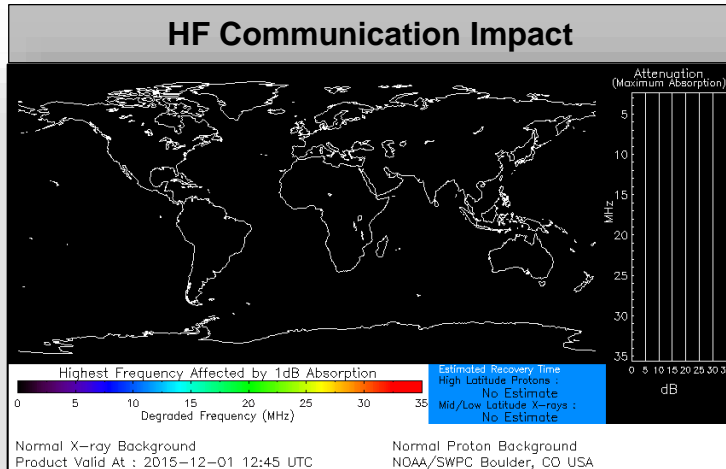 HF Communication Impact
Attenuation
(Maximum Absorption)
5
10
15
20
25
30
35
MHz
0 5 10 15 20 25 30
dB
Highest Frequency Affected by 1dB Absorption
0 5 10 15 20 25 30 35
Degraded Frequency (MHz)
Estimated Recovery Time
High Latitude Protons :
No Estimate
Mid/Low Latitude X-rays :
No Estimate
Normal X-ray Background
Product Valid At : 2015-12-01 12:45 UTC
Normal Proton Background
NOAA/SWPC Boulder, CO USA